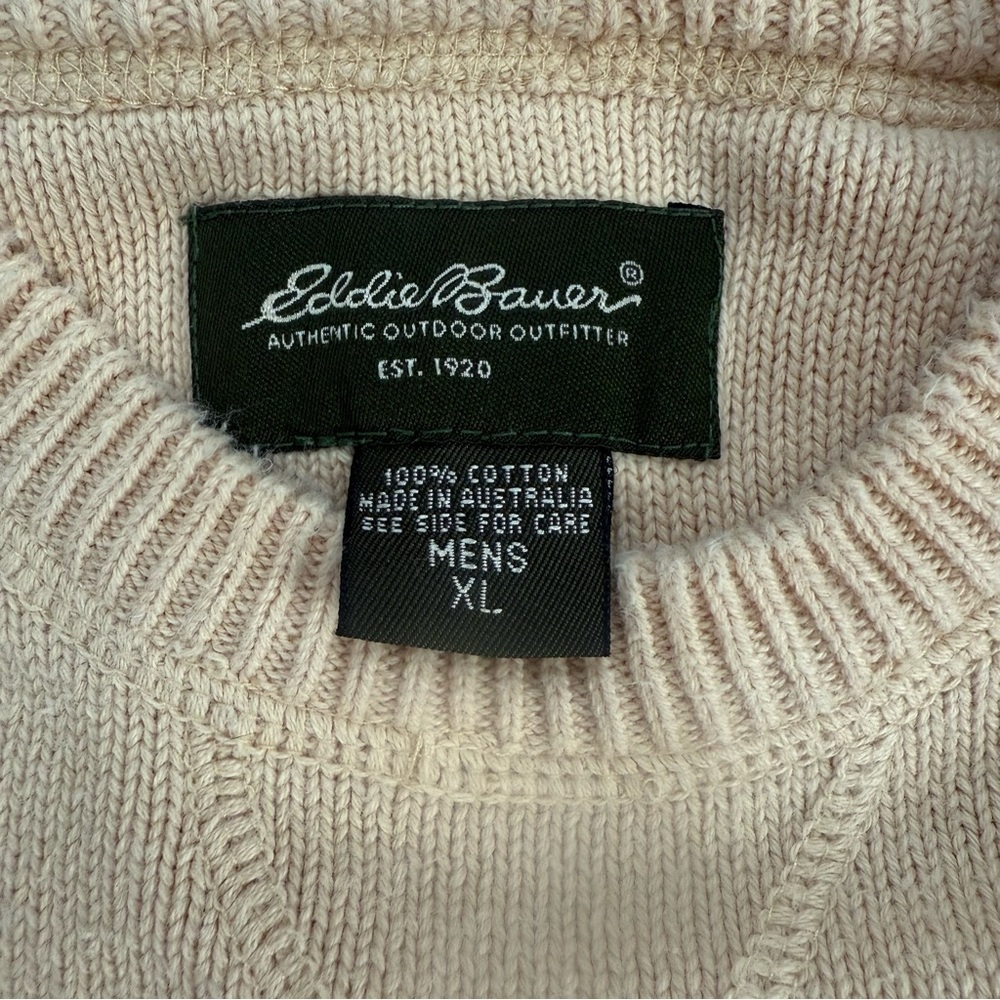 Eddie Bauer®
AUTHENTIC OUTDOOR OUTFITTER
EST. 1920
100% COTTON
MADE IN AUSTRALIA
SEE SIDE FOR CARE
MENS
XL